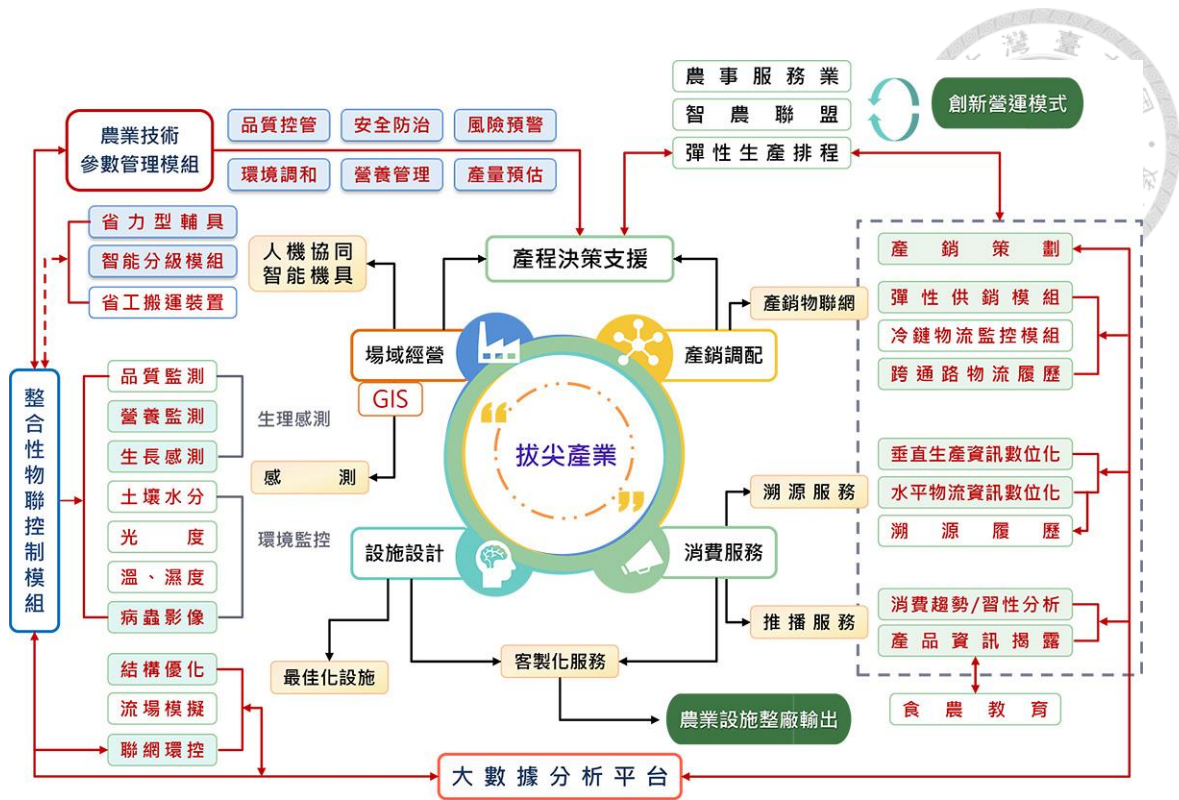 農事服務業
智農聯盟
彈性生產排程
創新營運模式
農業技術
參數管理模組
品質控管
安全防治
風險預警
環境調和
營養管理
產量預估
省力型輔具
智能分級模組
省工搬運裝置
人機協同
智能機具
產程決策支援
產銷物聯網
產銷策劃
彈性供銷模組
冷鏈物流監控模組
跨通路物流履歷
場域經營
產銷調配
GIS
拔尖產業
整合性物聯控制模組
品質監測
營養監測
生長感測
生理感測
土壤水分
光度
溫、濕度
病蟲影像
環境監控
感測
設施設計
消費服務
溯源服務
垂直生產資訊數位化
水平物流資訊數位化
溯源履歷
推播服務
消費趨勢/習性分析
產品資訊揭露
食農教育
最佳化設施
客製化服務
農業設施整廠輸出
結構優化
流場模擬
聯網環控
大數據分析平台
灣臺
國